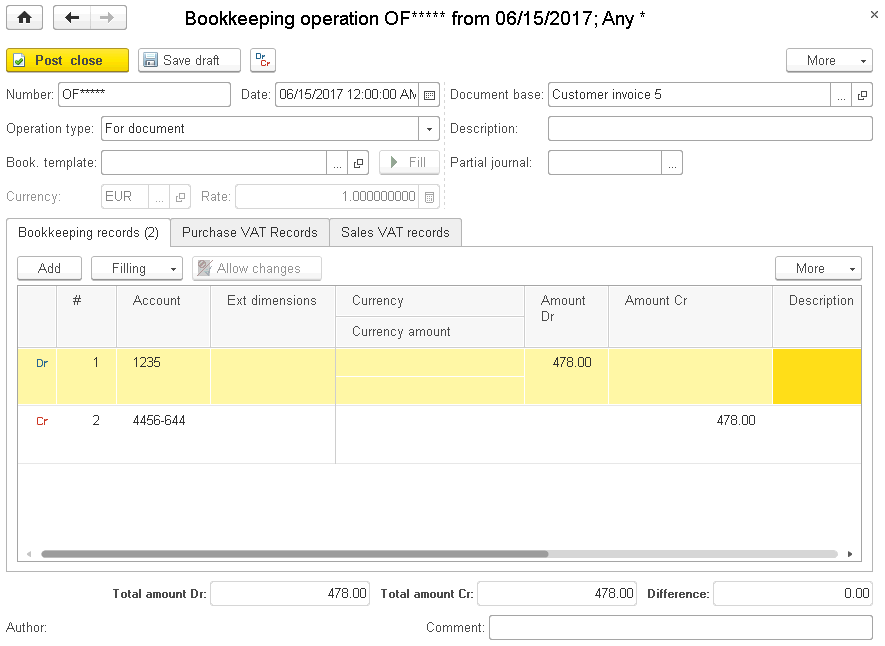 Bookkeeping operation OF***** from 06/15/2017; Any *
Post close Save draft Dr Cr More
Number: OF***** Date: 06/15/2017 12:00:00 AM Document base: Customer invoice 5 ...
Operation type: For document Description:
Book. template: ... Fill Partial journal: ...
Currency: EUR ... Rate: 1.000000000
Bookkeeping records (2) Purchase VAT Records Sales VAT records
Add Filling Allow changes More
# Account Ext dimensions Currency Amount Dr Amount Cr Description
Currency amount
Dr 1 1235 478.00
Cr 2 4456-644 478.00
Total amount Dr: 478.00 Total amount Cr: 478.00 Difference: 0.00
Author: Comment: